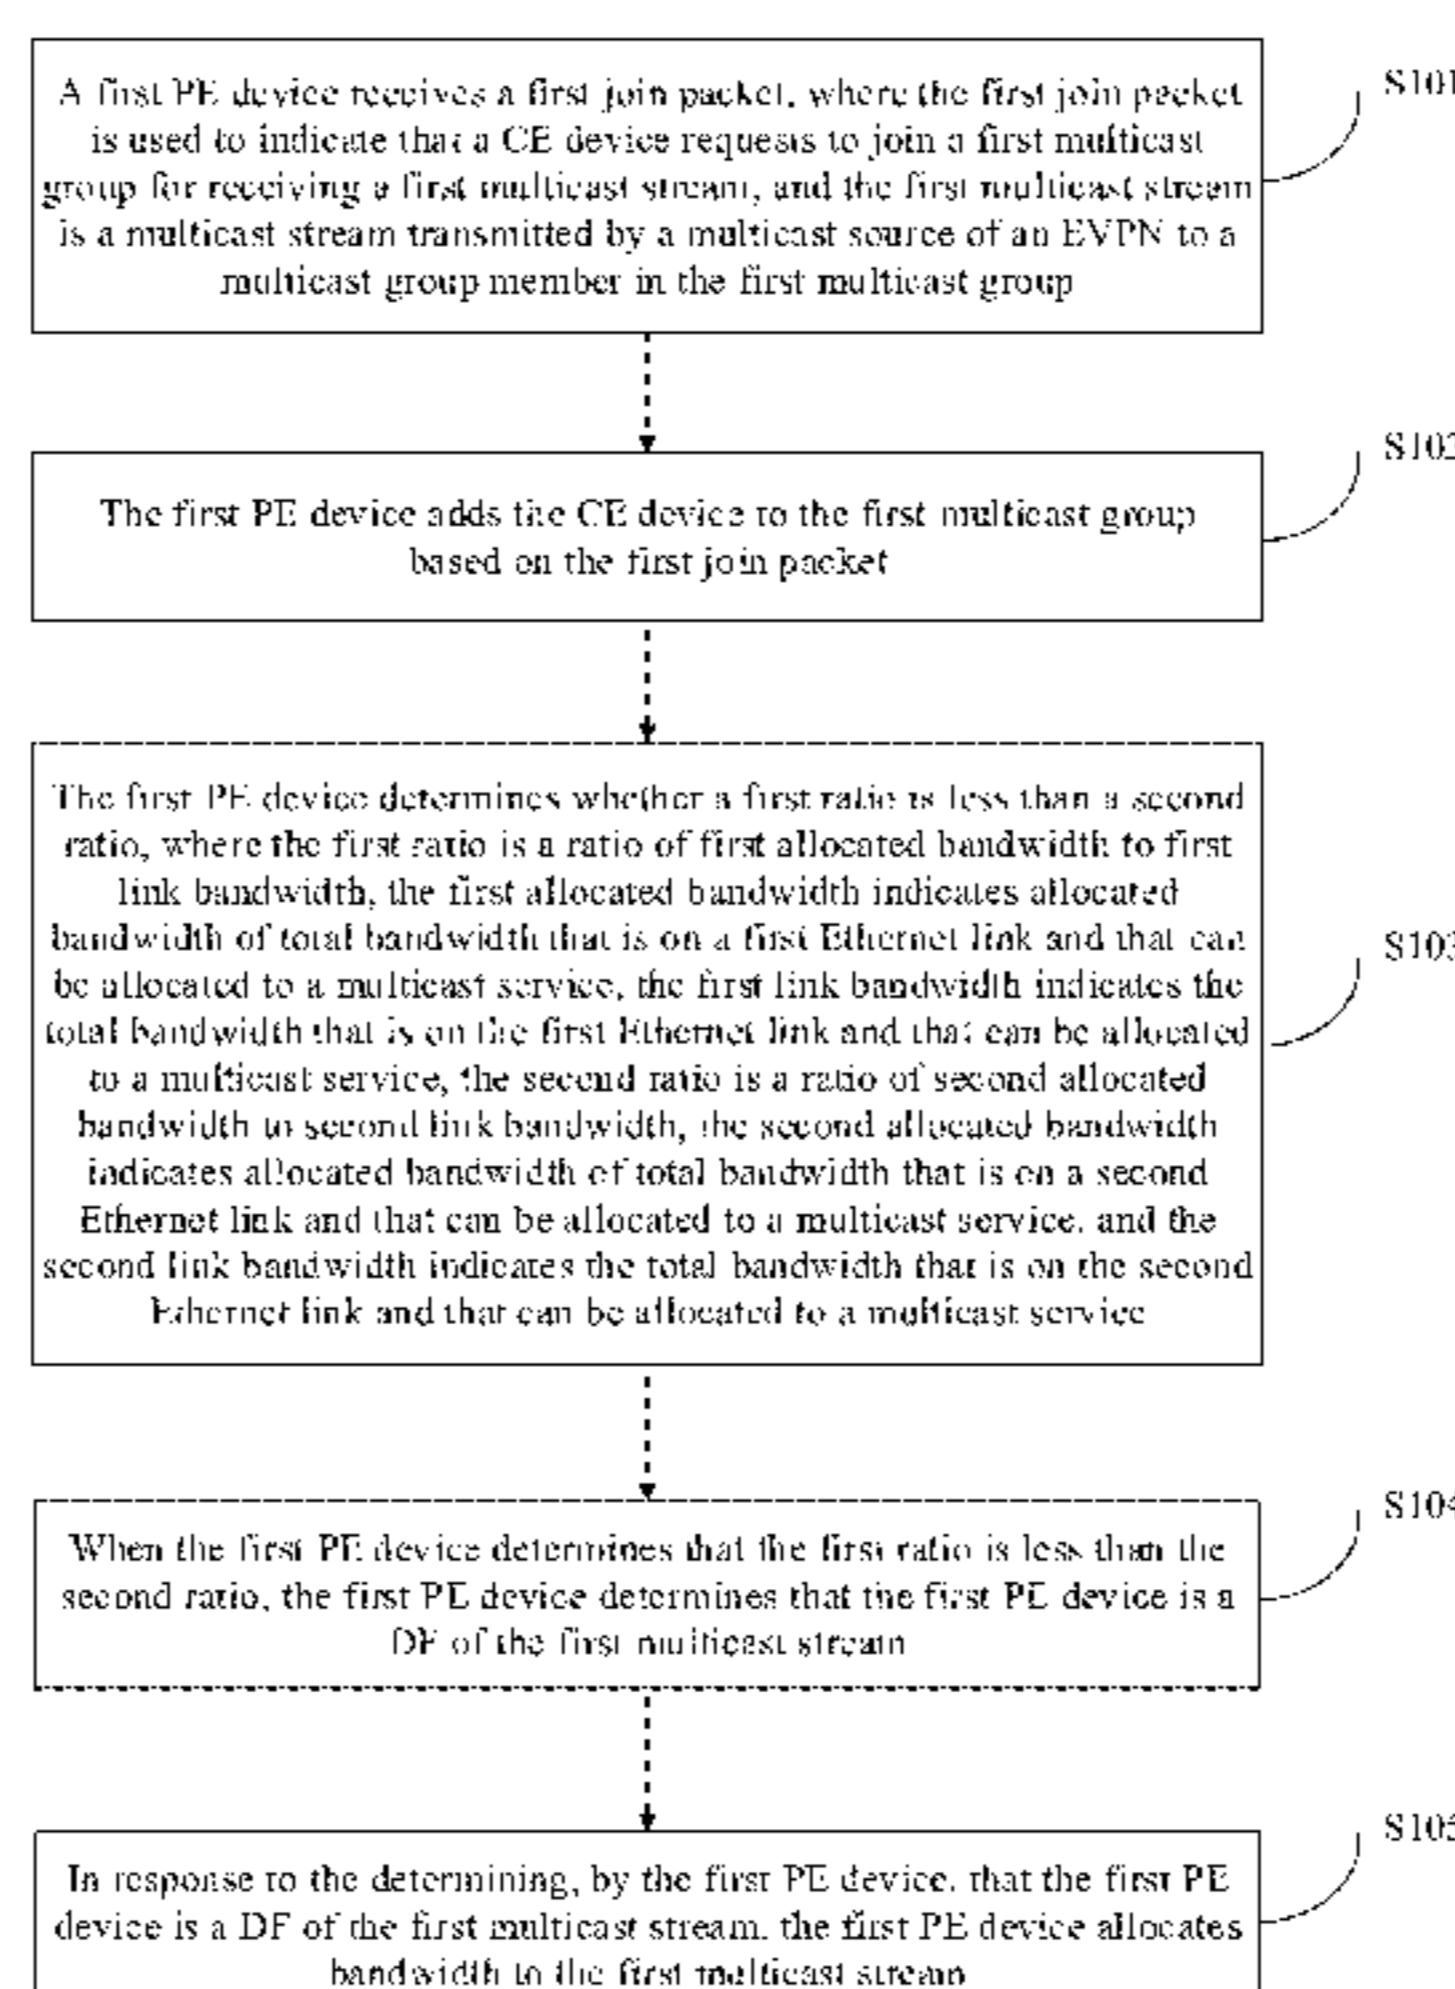 A first PE device receives a first join packet, where the first join packet
S101
is used to indicate that a CE device requests to join a first multicast
group for receiving a first multicast stream, and the first multicast stream
is a multicast stream transmitted by a multicast source of an EVPN to a
multicast group member in the first multicast group
S102
The first PE device adds the CE device to the first multicast group
based on the first join packet
The first PE device determines whether a first ratio is less than a second
ratio, where the first ratio is a ratio of first allocated bandwidth to first
link bandwidth, the first allocated bandwidth indicates allocated
bandwidth of total bandwidth that is on a first Ethernet link and that can
S103
be allocated to a multicast service, the first link bandwidth indicates the
total bandwidth that is on the first Ethernet link and that can be allocated
to a multicast service, the second ratio is a ratio of second allocated
bandwidth to second link bandwidth, the second allocated bandwidth
indicates allocated bandwidth of total bandwidth that is on a second
Ethernet link and that can be allocated to a multicast service, and the
second link bandwidth indicates the total bandwidth that is on the second
Ethernet link and that can be allocated to a multicast service
S104
When the first PE device determines that the first ratio is less than the
second ratio, the first PE device determines that the first PE device is a
DF of the first multicast stream
S105
In response to the determining, by the first PE device, that the first PE
device is a DF of the first multicast stream, the first PE device allocates
bandwidth to the first multicast stream